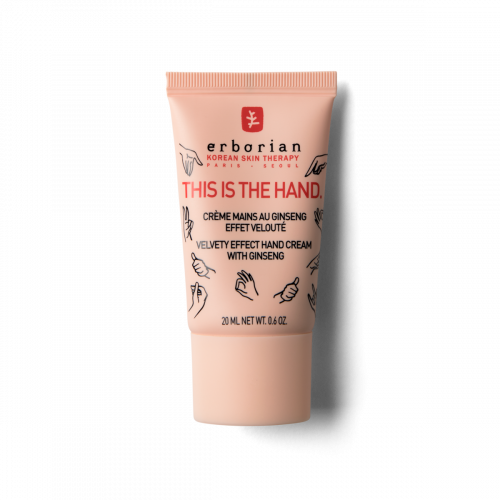 erborian
KOREAN SKIN THERAPY
PARIS - SEOUL
THIS IS THE HAND.
CRÈME MAINS AU GINSENG
EFFET VELOUTÉ
VELVETY EFFECT HAND CREAM
WITH GINSENG
20 ML NET WT. 0.6 OZ.